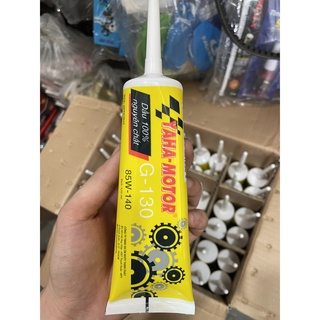 Dầu 100%
nguyên chất
YAHA-MOTOR
G-130
85W-140